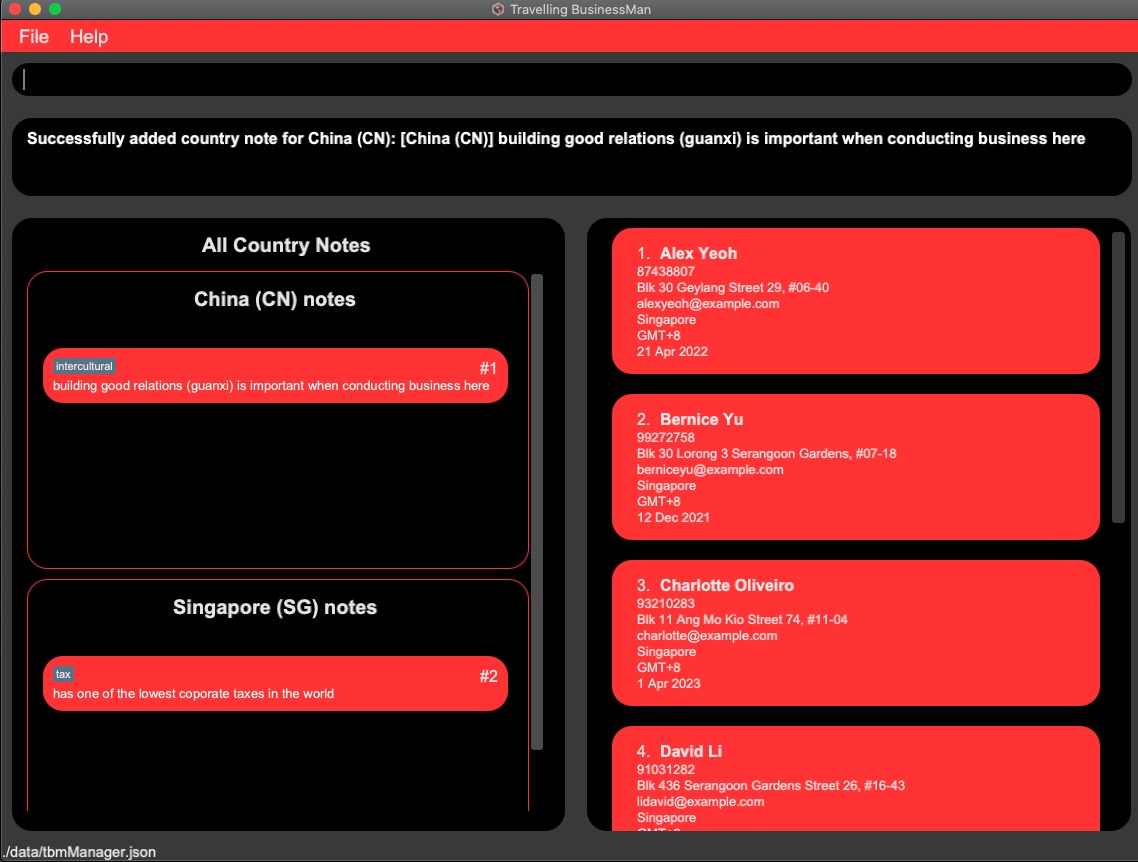 Travelling BusinessMan
File Help
Successfully added country note for China (CN): [China (CN)] building good relations (guanxi) is important when conducting business here
All Country Notes
China (CN) notes
intercultural
#1
building good relations (guanxi) is important when conducting business here
Singapore (SG) notes
tax
#2
has one of the lowest coporate taxes in the world
1. Alex Yeoh
87438807
Blk 30 Geylang Street 29, #06-40
alexyeoh@example.com
Singapore
GMT+8
21 Apr 2022
2. Bernice Yu
99272758
Blk 30 Lorong 3 Serangoon Gardens, #07-18
berniceyu@example.com
Singapore
GMT+8
12 Dec 2021
3. Charlotte Oliveiro
93210283
Blk 11 Ang Mo Kio Street 74, #11-04
charlotte@example.com
Singapore
GMT+8
1 Apr 2023
4. David Li
91031282
Blk 436 Serangoon Gardens Street 26, #16-43
lidavid@example.com
Singapore
./data/tbmManager.json